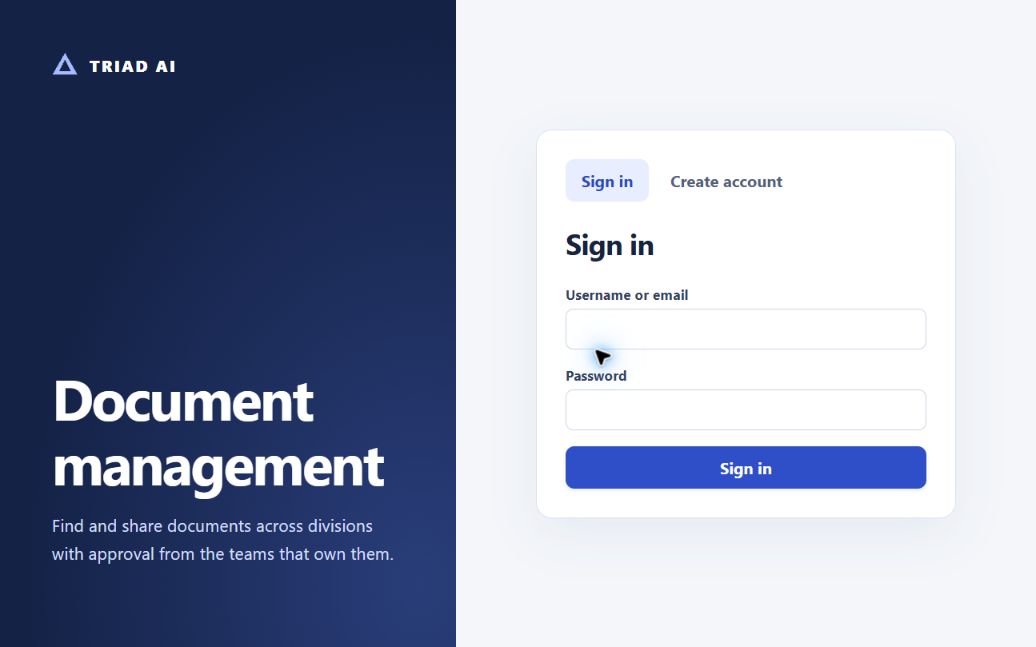 TRIAD AI
Document
management
Find and share documents across divisions
with approval from the teams that own them.
Sign in
Create account
Sign in
Username or email
Password
Sign in